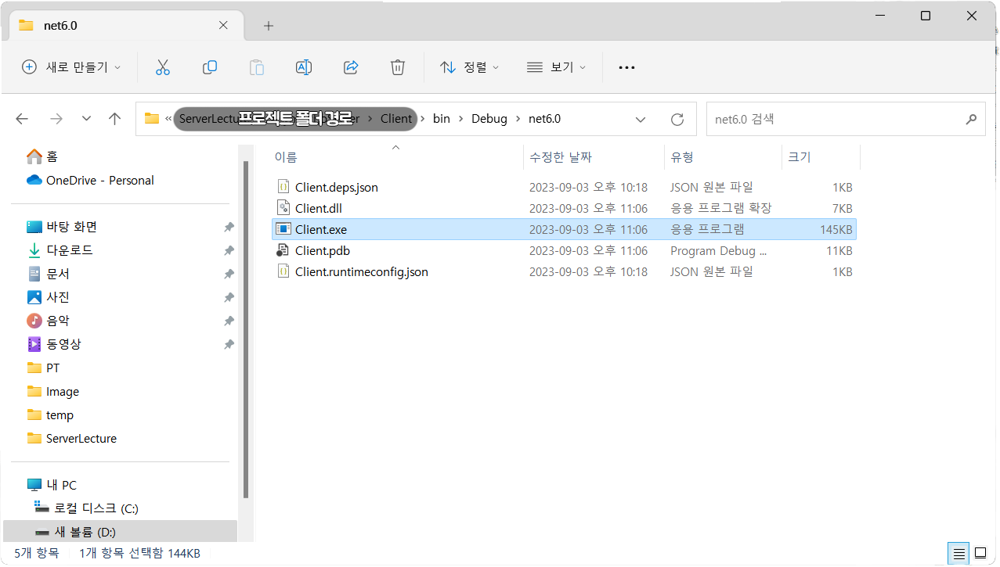 net6.0
새로 만들기
정렬
보기
« ServerLectur
프로젝트 폴더 경로
Client > bin > Debug > net6.0
net6.0 검색
홈
OneDrive - Personal
바탕 화면
다운로드
문서
사진
음악
동영상
PT
Image
temp
ServerLecture
내 PC
로컬 디스크 (C:)
새 볼륨 (D:)
이름 수정한 날짜 유형 크기
Client.deps.json 2023-09-03 오후 10:18 JSON 원본 파일 1KB
Client.dll 2023-09-03 오후 11:06 응용 프로그램 확장 7KB
Client.exe 2023-09-03 오후 11:06 응용 프로그램 145KB
Client.pdb 2023-09-03 오후 11:06 Program Debug ... 11KB
Client.runtimeconfig.json 2023-09-03 오후 10:18 JSON 원본 파일 1KB
5개 항목 1개 항목 선택함 144KB